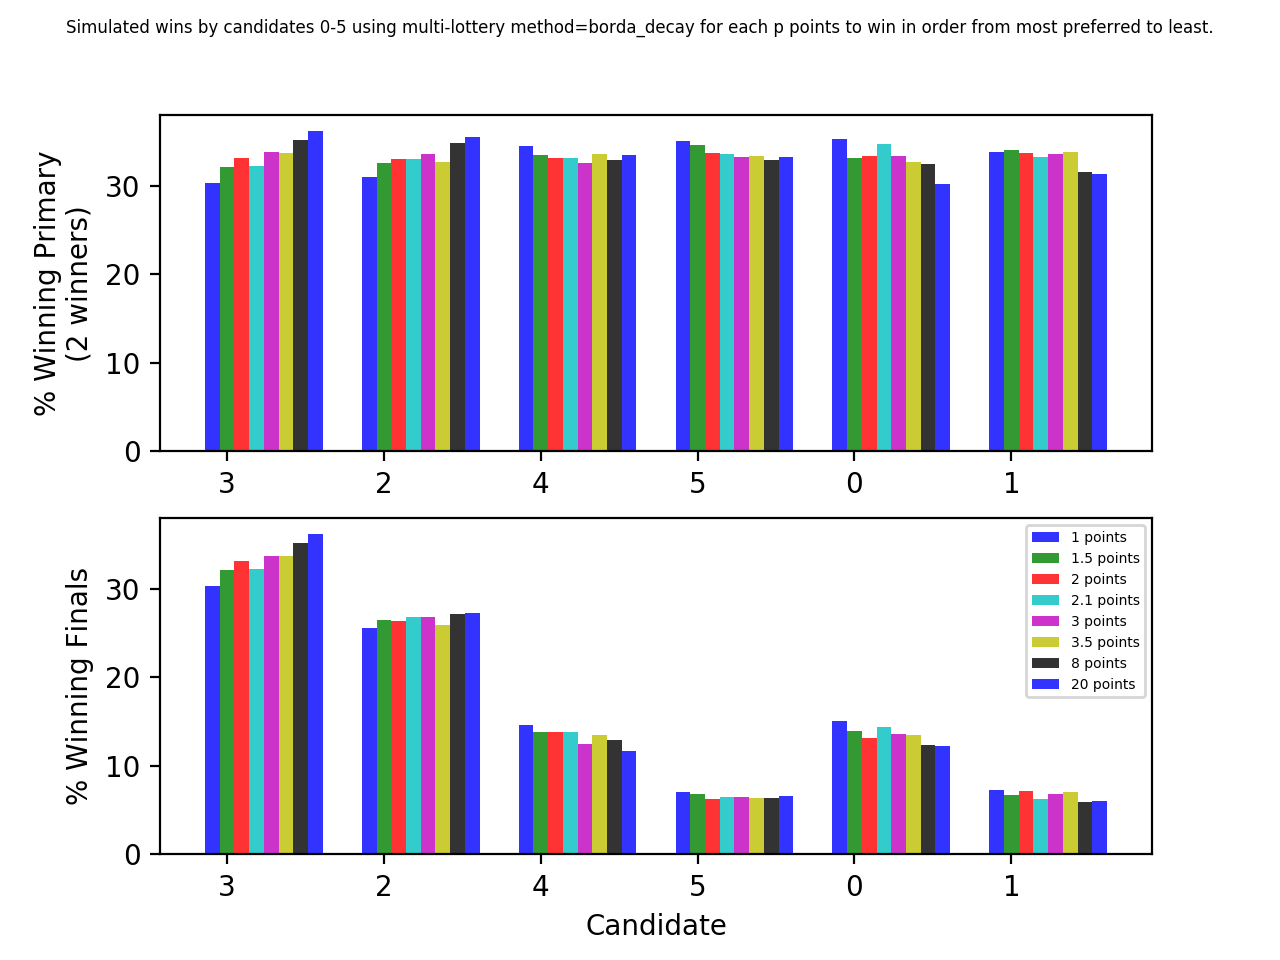 Simulated wins by candidates 0-5 using multi-lottery method=borda_decay for each p points to win in order from most preferred to least.
% Winning Primary
(2 winners)
30
20
10
0
3 2 4 5 0 1
% Winning Finals
30
20
10
0
1 points
1.5 points
2 points
2.1 points
3 points
3.5 points
8 points
20 points
3 2 4 5 0 1
Candidate